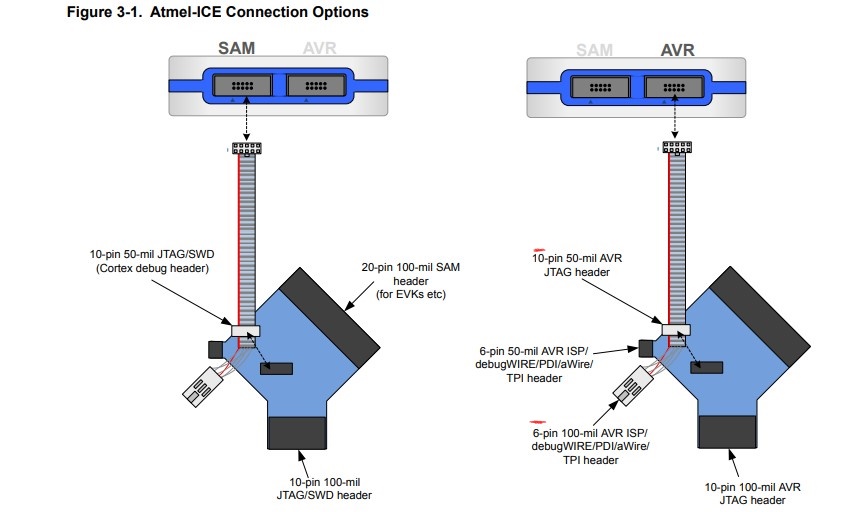 Figure 3-1. Atmel-ICE Connection Options
SAM
AVR
10-pin 50-mil JTAG/SWD
(Cortex debug header)
20-pin 100-mil SAM
header
(for EVKs etc)
10-pin 100-mil
JTAG/SWD header
SAM
AVR
10-pin 50-mil AVR
JTAG header
6-pin 50-mil AVR ISP/
debugWIRE/PDI/aWire/
TPI header
6-pin 100-mil AVR ISP/
debugWIRE/PDI/aWire/
TPI header
10-pin 100-mil AVR
JTAG header